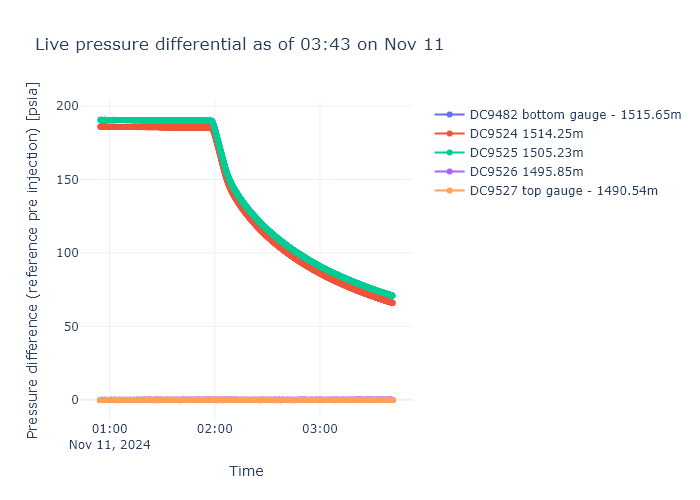 Live pressure differential as of 03:43 on Nov 11
Pressure difference (reference pre injection) [psia]
200
150
100
50
0
01:00
Nov 11, 2024
02:00
03:00
Time
DC9482 bottom gauge - 1515.65m
DC9524 1514.25m
DC9525 1505.23m
DC9526 1495.85m
DC9527 top gauge - 1490.54m